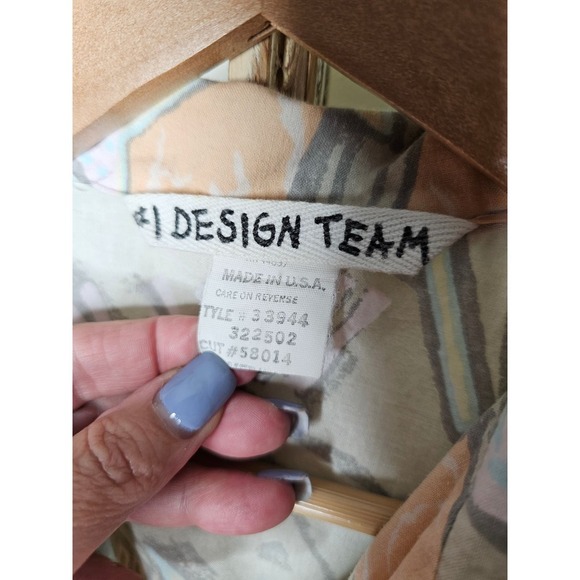 #1 DESIGN TEAM
MADE IN U.S.A.
CARE ON REVERSE
STYLE # 33944
322502
CUT #58014